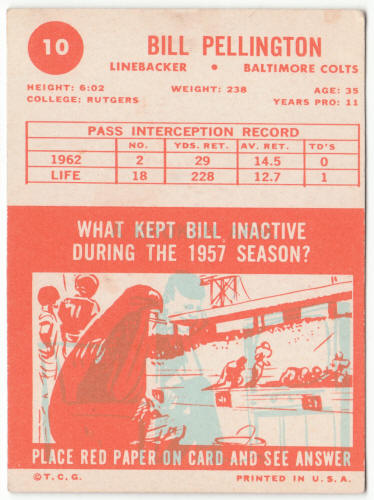 10
BILL PELLINGTON
LINEBACKER • BALTIMORE COLTS
HEIGHT: 6:02 WEIGHT: 238 AGE: 35
COLLEGE: RUTGERS YEARS PRO: 11
PASS INTERCEPTION RECORD
NO. YDS. RET. AV. RET. TD'S
1962 2 29 14.5 0
LIFE 18 228 12.7 1
WHAT KEPT BILL INACTIVE
DURING THE 1957 SEASON?
PLACE RED PAPER ON CARD AND SEE ANSWER
© T.C.G. PRINTED IN U.S.A.